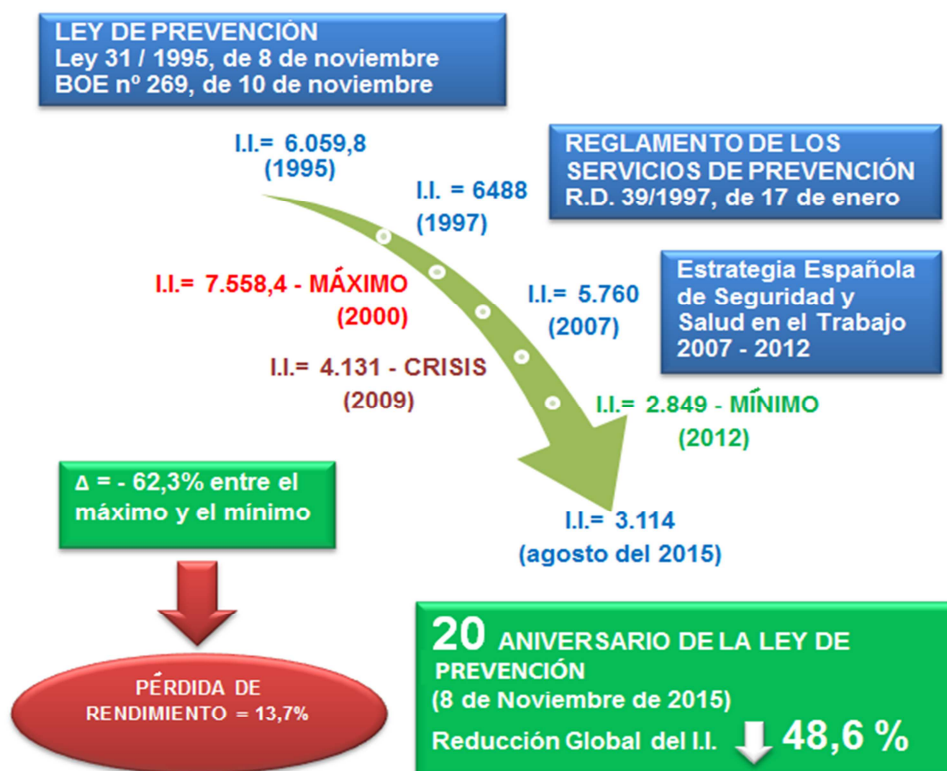 LEY DE PREVENCIÓN
Ley 31 / 1995, de 8 de noviembre
BOE nº 269, de 10 de noviembre
I.I.= 6.059,8
(1995)
I.I. = 6488
(1997)
REGLAMENTO DE LOS
SERVICIOS DE PREVENCIÓN
R.D. 39/1997, de 17 de enero
I.I.= 7.558,4 - MÁXIMO
(2000)
I.I.= 5.760
(2007)
Estrategia Española
de Seguridad y
Salud en el Trabajo
2007 - 2012
I.I.= 4.131 - CRISIS
(2009)
I.I.= 2.849 - MÍNIMO
(2012)
Δ = - 62,3% entre el
máximo y el mínimo
I.I.= 3.114
(agosto del 2015)
PÉRDIDA DE
RENDIMIENTO = 13,7%
20 ANIVERSARIO DE LA LEY DE
PREVENCIÓN
(8 de Noviembre de 2015)
Reducción Global del I.I. 48,6 %